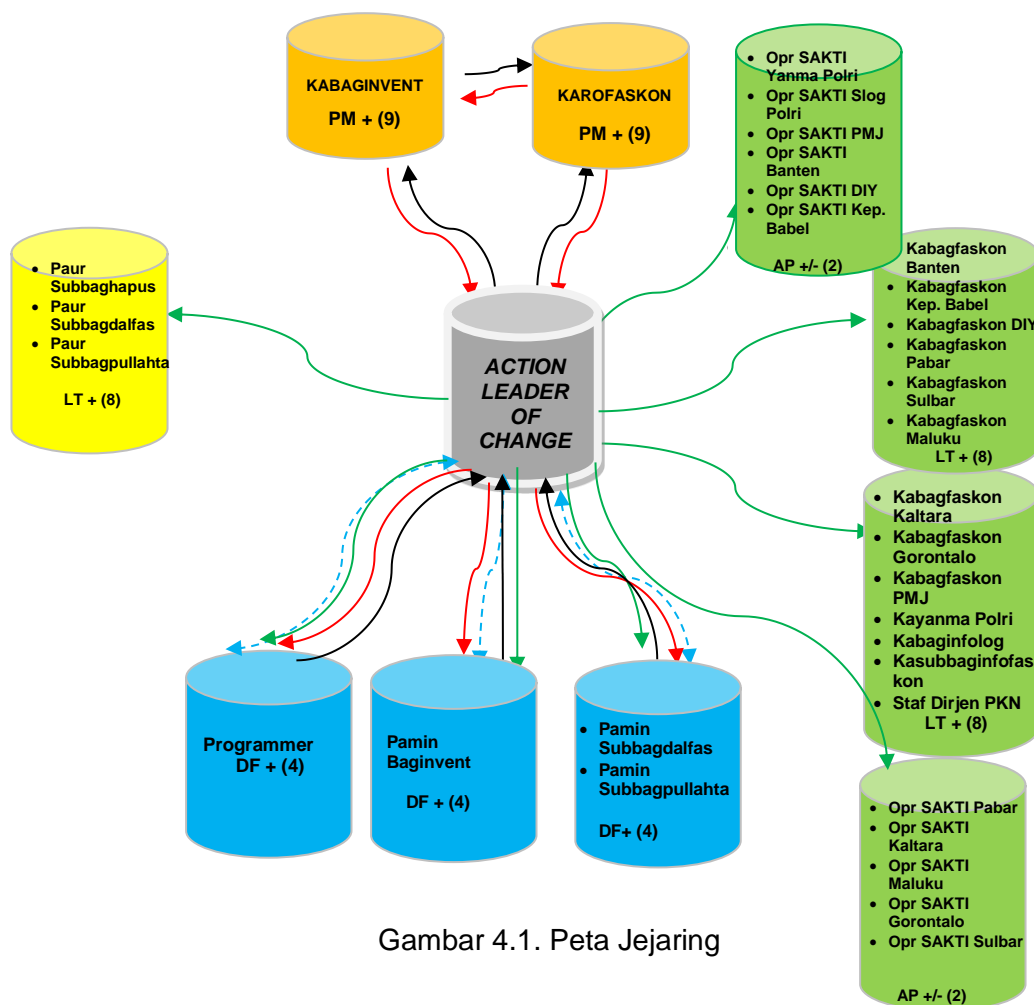 KABAGINVENT
PM + (9)
KAROFASKON
PM + (9)
• Opr SAKTI
Yanma Polri
• Opr SAKTI Slog
Polri
• Opr SAKTI PMJ
• Opr SAKTI
Banten
• Opr SAKTI DIY
• Opr SAKTI Kep.
Babel
AP +/- (2)
• Paur
Subbaghapus
• Paur
Subbagdalfas
• Paur
Subbagpullahta
LT + (8)
ACTION
LEADER
OF
CHANGE
• Kabagfaskon
Banten
• Kabagfaskon
Kep. Babel
• Kabagfaskon DIY
• Kabagfaskon
Pabar
• Kabagfaskon
Sulbar
• Kabagfaskon
Maluku
LT + (8)
• Kabagfaskon
Kaltara
• Kabagfaskon
Gorontalo
• Kabagfaskon
PMJ
• Kayanma Polri
• Kabaginfolog
• Kasubbaginfofas
kon
• Staf Dirjen PKN
LT + (8)
Programmer
DF + (4)
Pamin
Baginvent
DF + (4)
• Pamin
Subbagdalfas
• Pamin
Subbagpullahta
DF+ (4)
• Opr SAKTI Pabar
• Opr SAKTI
Kaltara
• Opr SAKTI
Maluku
• Opr SAKTI
Gorontalo
• Opr SAKTI Sulbar
AP +/- (2)
Gambar 4.1. Peta Jejaring